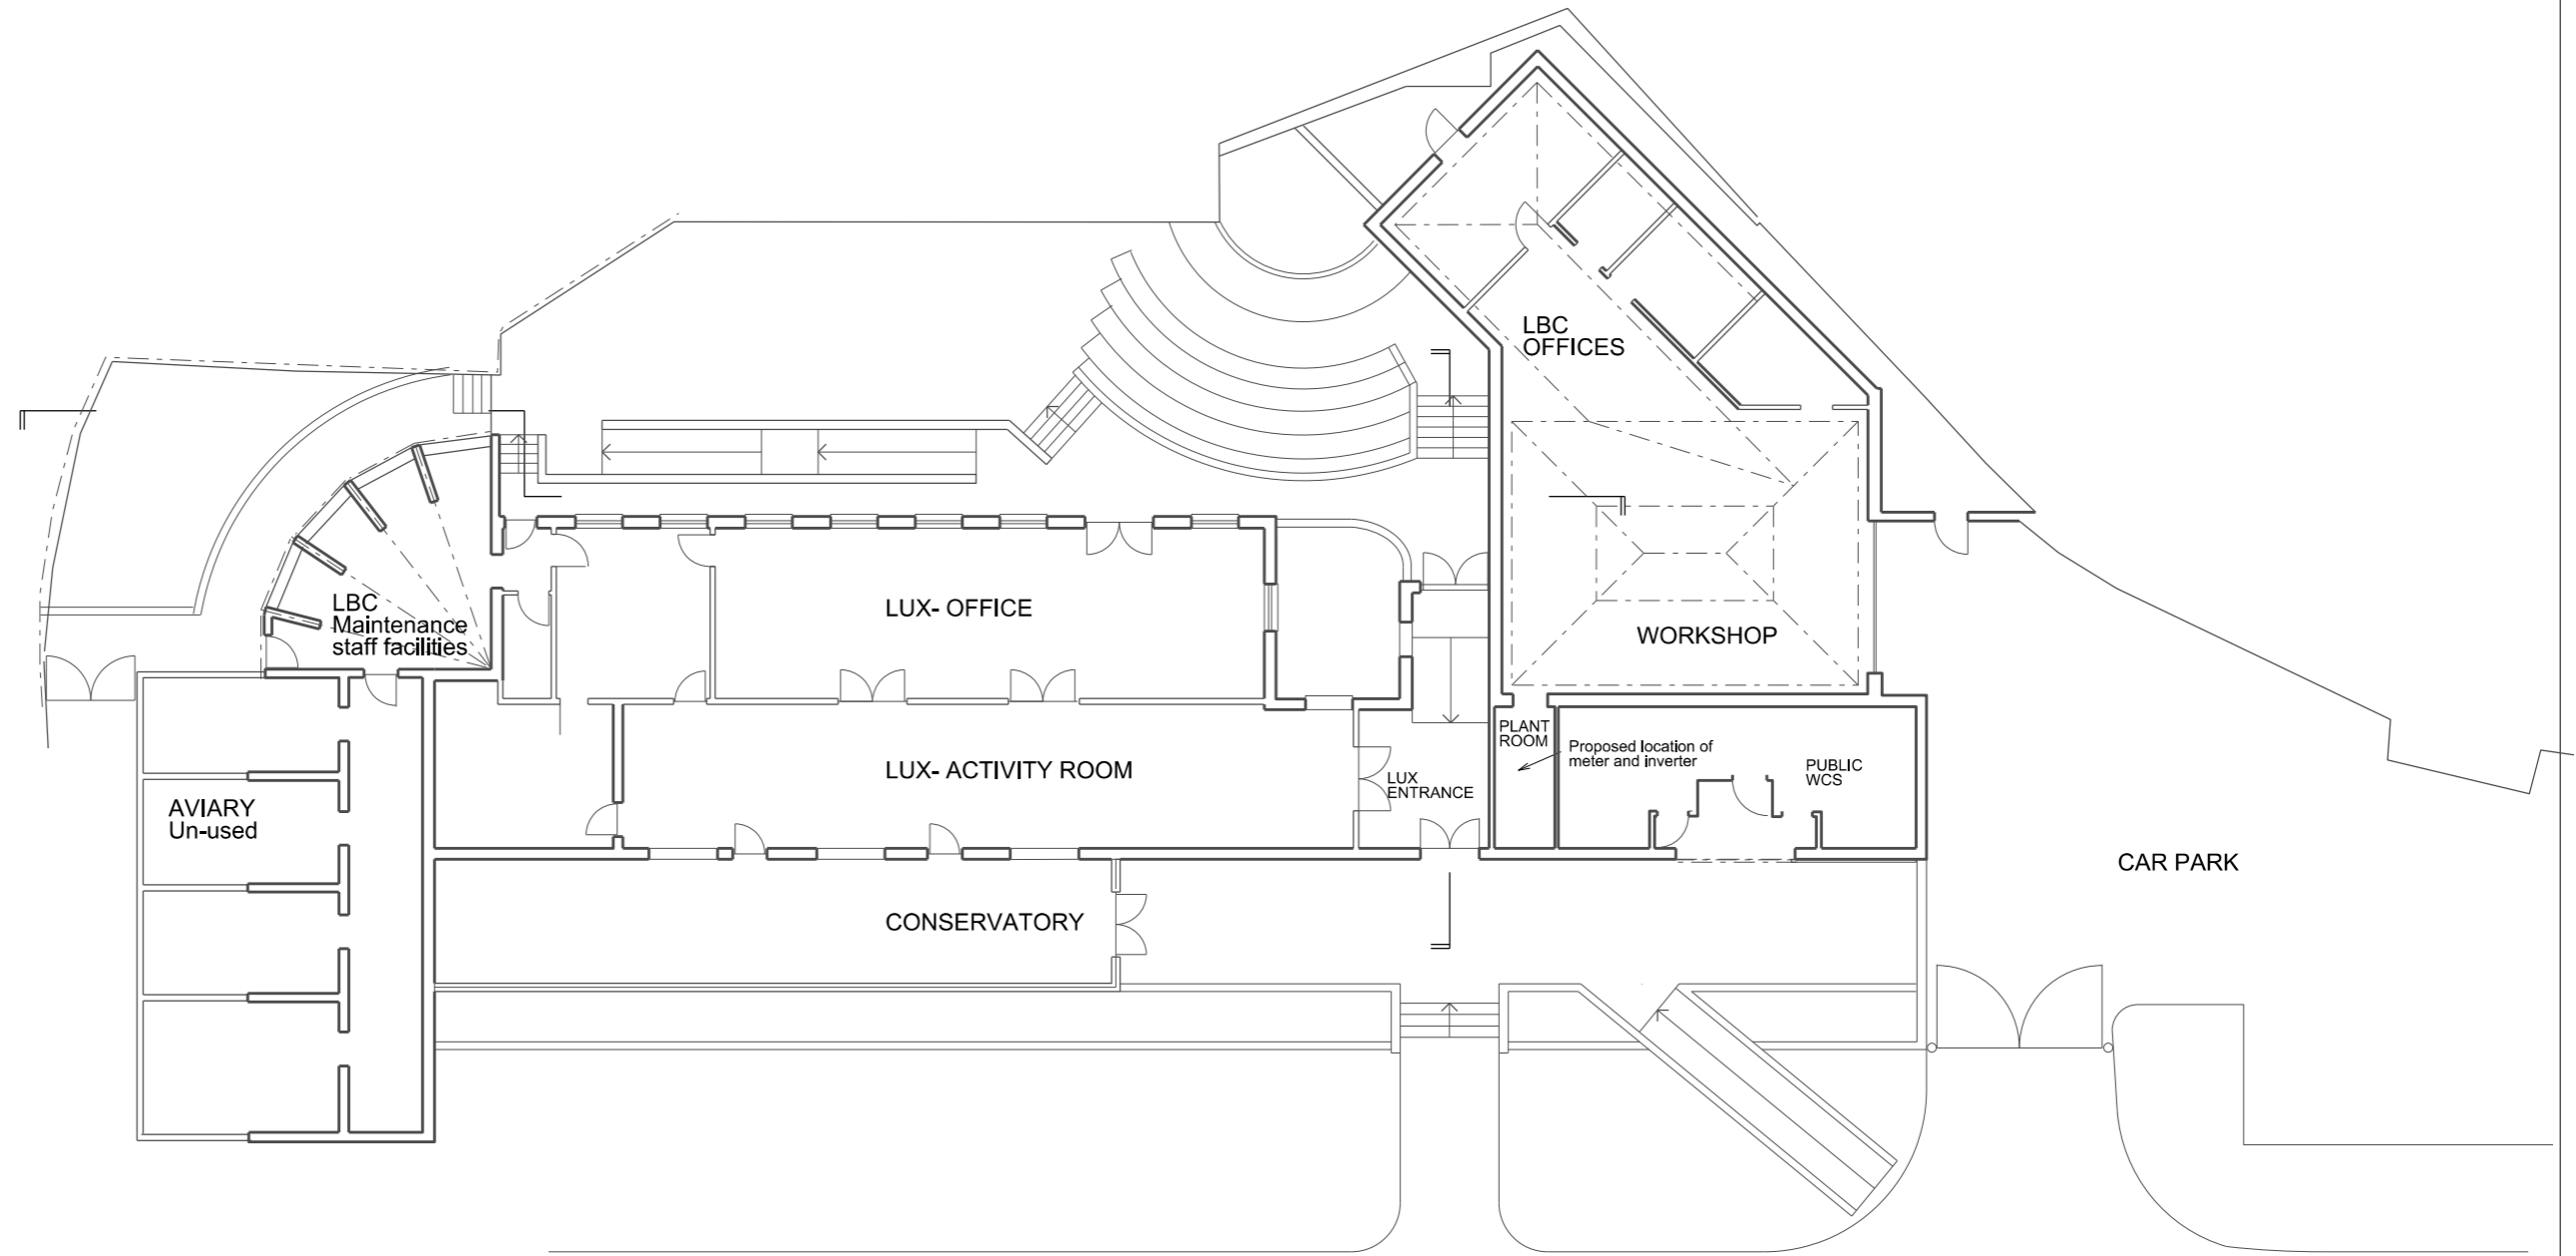 LBC
OFFICES
LBC
Maintenance
staff facilities
LUX- OFFICE
WORKSHOP
PLANT
ROOM
Proposed location of
meter and inverter
PUBLIC
WCS
LUX- ACTIVITY ROOM
LUX
ENTRANCE
AVIARY
Un-used
CAR PARK
CONSERVATORY